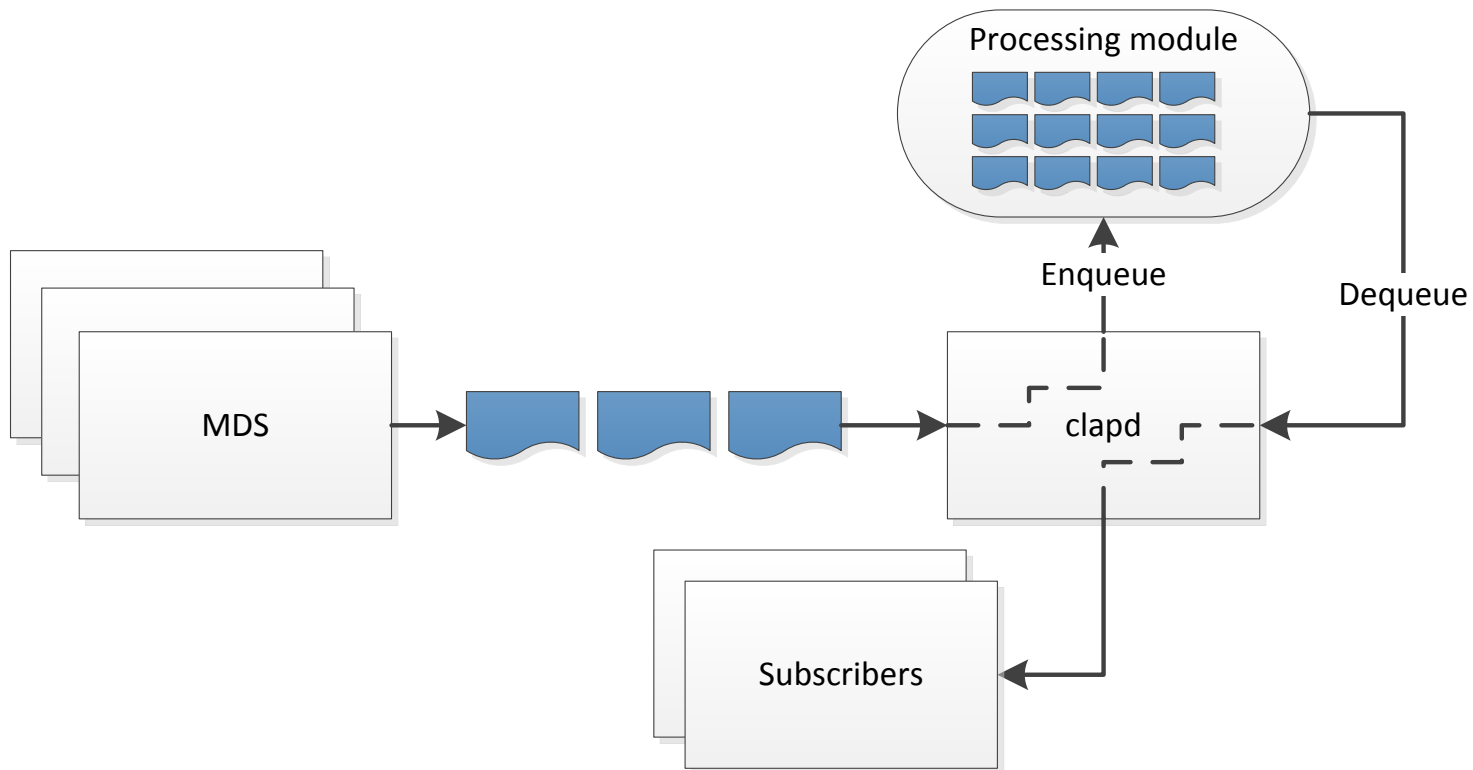 Processing module
Enqueue
Dequeue
MDS
clapd
Subscribers